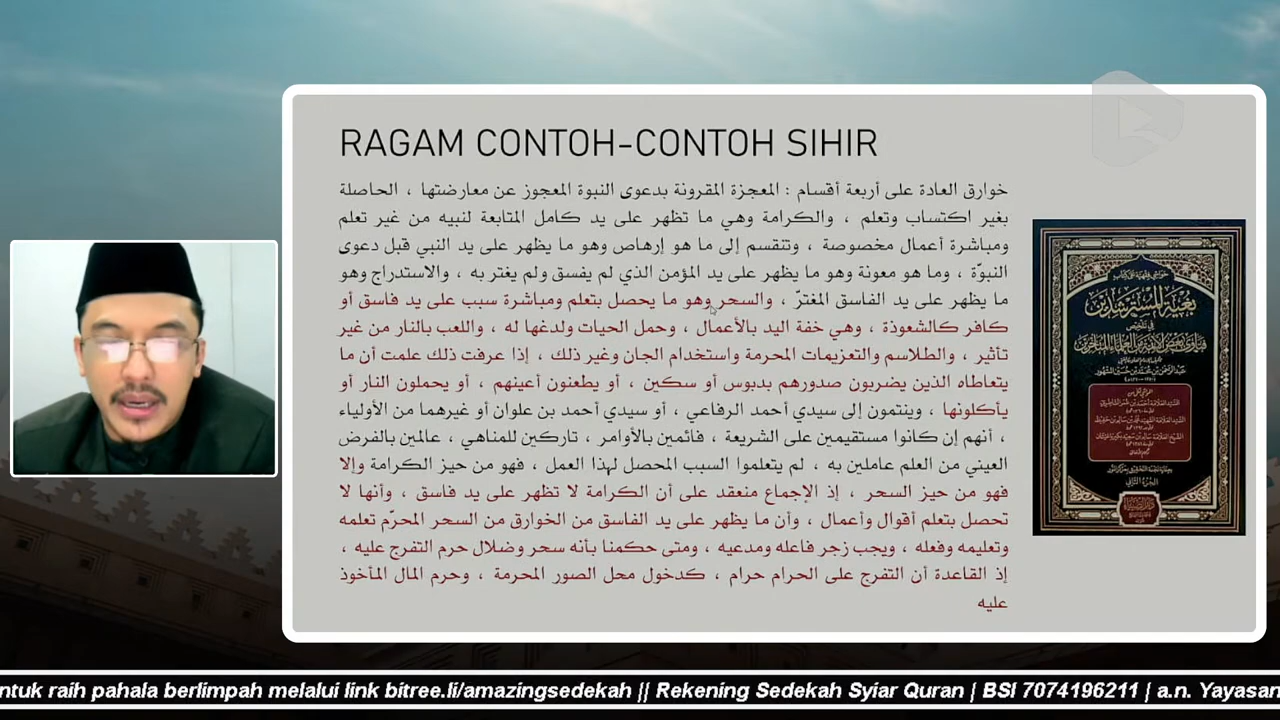 RAGAM CONTOH-CONTOH SIHIR
خوارق العادة على أربعة أقسام : المعجزة المقرونة بدعوى النبوة المعجوز عن معارضتها ، الحاصلة
بغير اكتساب وتعلم ، والكرامة وهي ما تظهر على يد كامل المتابعة لنبيه من غير تعلم
ومباشرة أعمال مخصوصة ، وتنقسم إلى ما هو إرهاص وهو ما يظهر على يد النبي قبل دعوى
النبوّة ، وما هو معونة وهو ما يظهر على يد المؤمن الذي لم يفسق ولم يغتر به ، والاستدراج وهو
ما يظهر على يد الفاسق المغترّ ، والسحر وهو ما يحصل بتعلم ومباشرة سبب على يد فاسق أو
كافر كالشعوذة ، وهي خفة اليد بالأعمال ، وحمل الحيات ولدغها له ، واللعب بالنار من غير
تأثير ، والطلاسم والتعزيمات المحرمة واستخدام الجان وغير ذلك ، إذا عرفت ذلك علمت أن ما
يتعاطاه الذين يضربون صدورهم بدبوس أو سكين ، أو يطعنون أعينهم ، أو يحملون النار أو
يأكلونها ، وينتمون إلى سيدي أحمد الرفاعي ، أو سيدي أحمد بن علوان أو غيرهما من الأولياء
، أنهم إن كانوا مستقيمين على الشريعة ، قائمين بالأوامر ، تاركين للمناهي ، عالمين بالفرض
العيني من العلم عاملين به ، لم يتعلموا السبب المحصل لهذا العمل ، فهو من حيز الكرامة وإلا
فهو من حيز السحر ، إذ الإجماع منعقد على أن الكرامة لا تظهر على يد فاسق ، وأنها لا
تحصل بتعلم أقوال وأعمال ، وأن ما يظهر على يد الفاسق من الخوارق من السحر المحرّم تعلمه
وتعليمه وفعله ، ويجب زجر فاعله ومدعيه ، ومتى حكمنا بأنه سحر وضلال حرم التفرج عليه ،
إذ القاعدة أن التفرج على الحرام حرام ، كدخول محل الصور المحرمة ، وحرم المال المأخوذ
عليه
بغية المسترشدين
في تلخيص
الجزء الثاني
ntuk raih pahala berlimpah melalui link bitree.li/amazingsedekah || Rekening Sedekah Syiar Quran | BSI 7074196211 | a.n. Yayasan